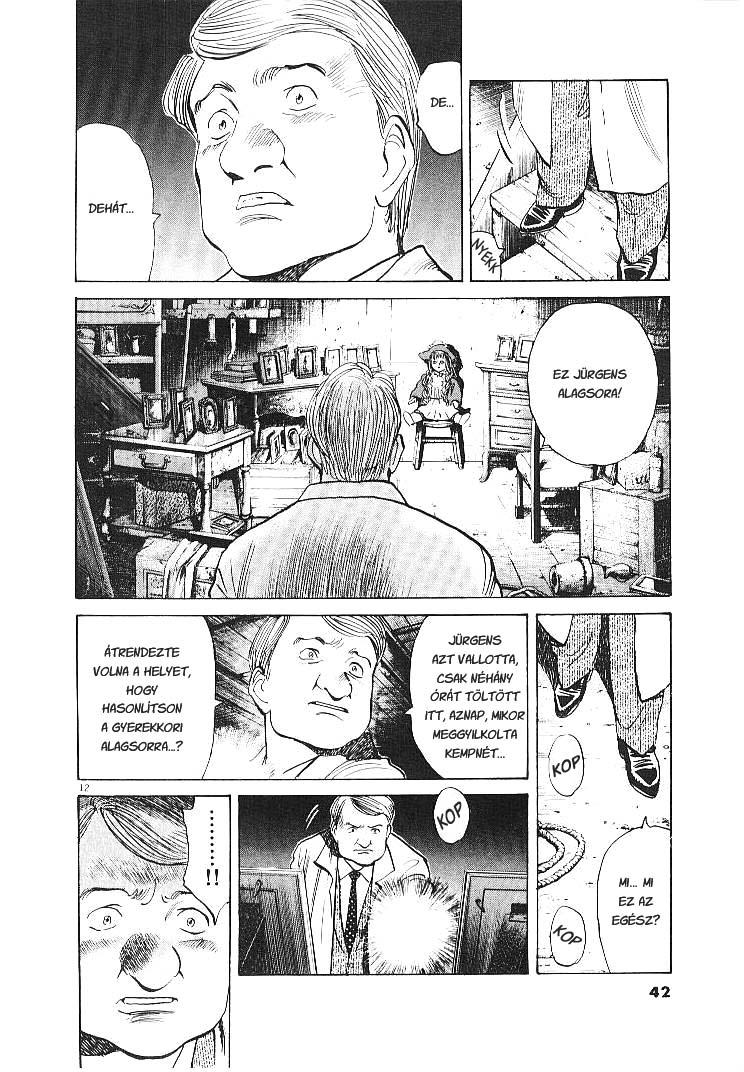 NYEKK
DE...
DEHÁT...
EZ JÜRGENS
ALAGSORA!
KOP
MI... MI
EZ AZ
EGÉSZ?
KOP
JÜRGENS
AZT VALLOTTA,
CSAK NÉHÁNY
ÓRÁT TÖLTÖTT
ITT, AZNAP, MIKOR
MEGGYILKOLTA
KEMPNÉT...
ÁTRENDEZTE
VOLNA A HELYET,
HOGY
HASONLÍTSON
A GYEREKKORI
ALAGSORRA...?
12
KOP
........!!
42